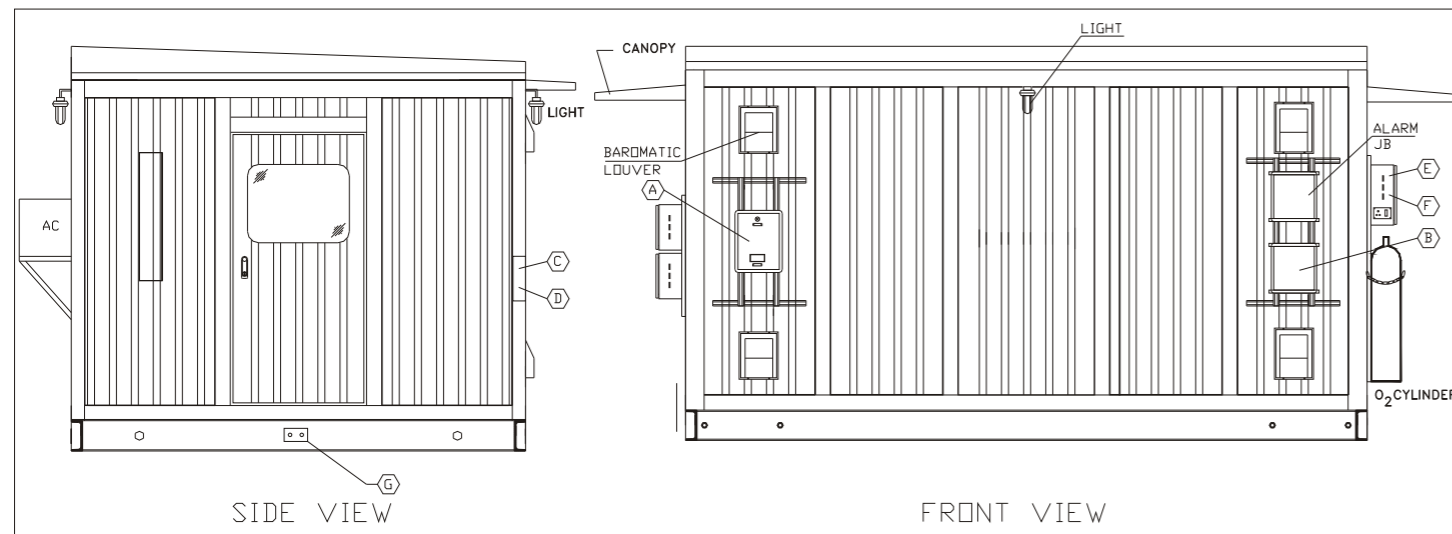 LIGHT
CANOPY
LIGHT
BAROMATIC
LOUVER
ALARM
JB
A
E
F
B
AC
C
D
O2 CYLINDER
G
SIDE VIEW
FRONT VIEW